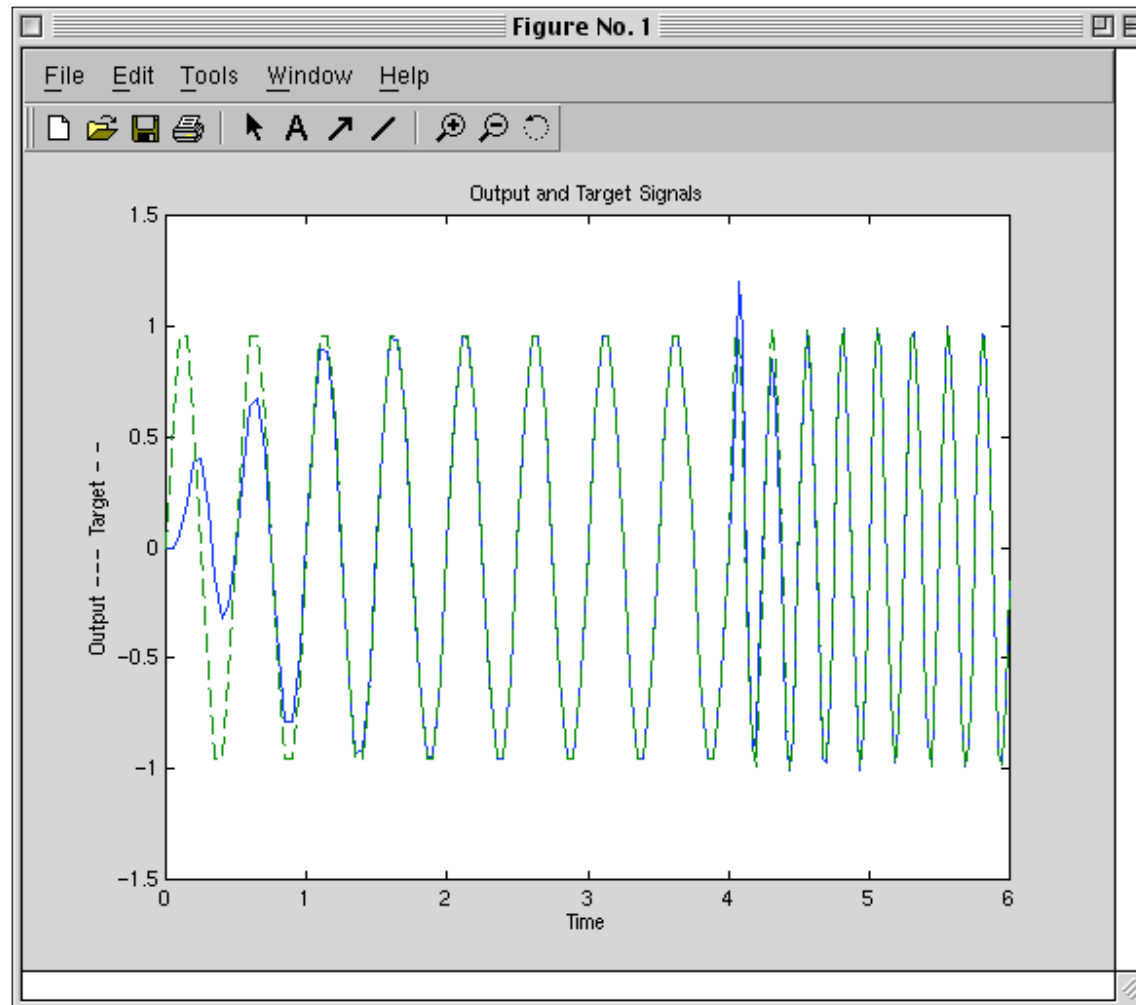 Figure No. 1
File Edit Tools Window Help
A
Output and Target Signals
1.5
1
0.5
0
-0.5
-1
-1.5
Output --- Target - -
0 1 2 3 4 5 6
Time